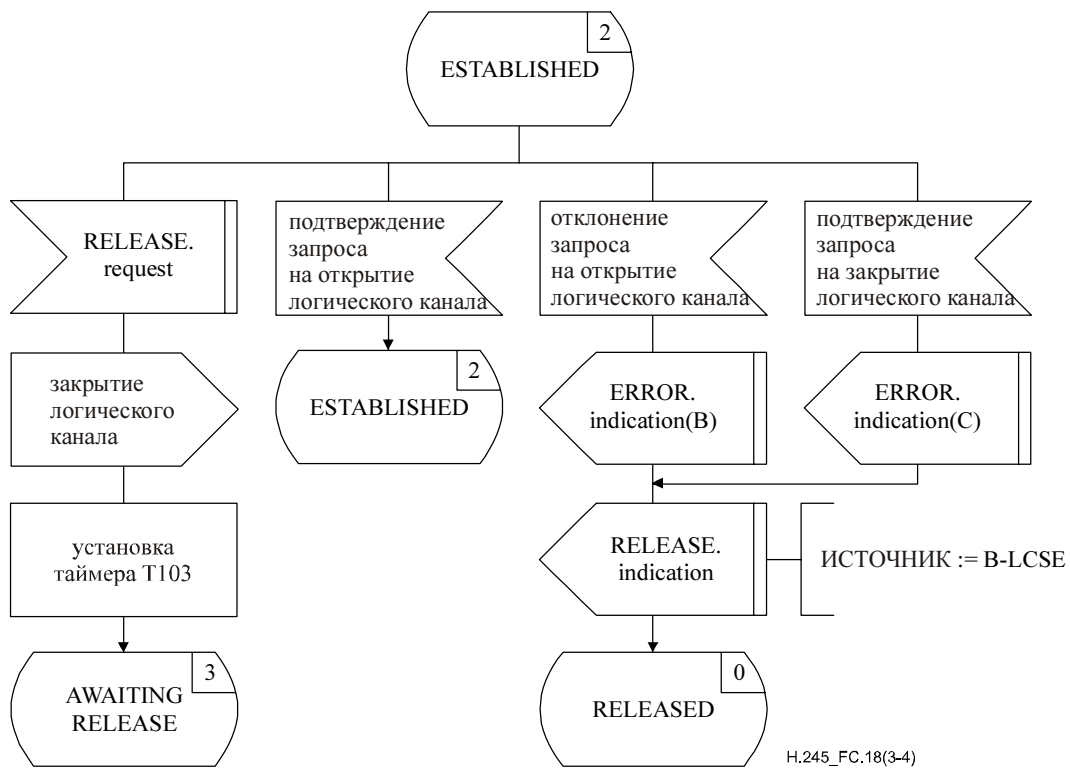 2
ESTABLISHED
RELEASE.
request
подтверждение
запроса
на открытие
логического канала
отклонение
запроса
на открытие
логического канала
подтверждение
запроса
на закрытие
логического канала
закрытие
логического
канала
2
ESTABLISHED
ERROR.
indication(B)
ERROR.
indication(C)
установка
таймера T103
RELEASE.
indication
ИСТОЧНИК := B-LCSE
3
AWAITING
RELEASE
0
RELEASED
H.245_FC.18(3-4)